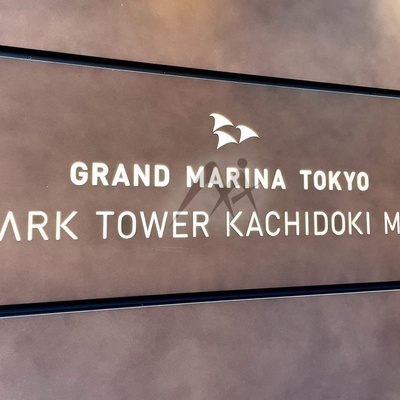 GRAND MARINA TOKYO
ARK TOWER KACHIDOKI M